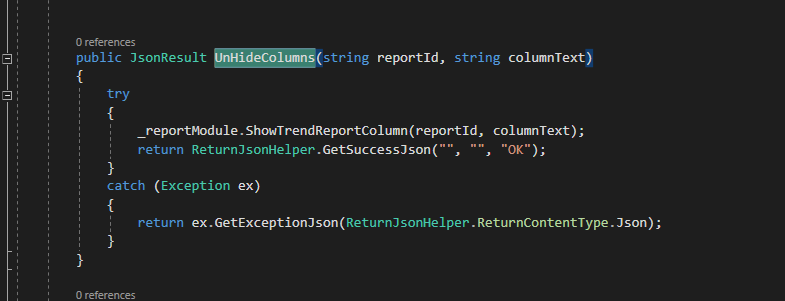 0 references
public JsonResult UnHideColumns(string reportId, string columnText)
{
try
{
_reportModule.ShowTrendReportColumn(reportId, columnText);
return ReturnJsonHelper.GetSuccessJson("", "", "OK");
}
catch (Exception ex)
{
return ex.GetExceptionJson(ReturnJsonHelper.ReturnContentType.Json);
}
}
0 references